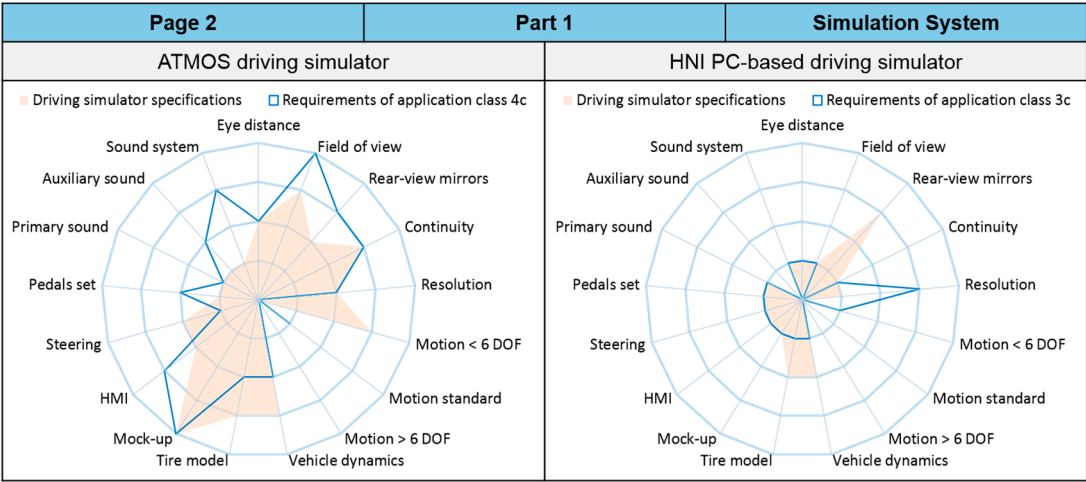 Page 2
Part 1
Simulation System
ATMOS driving simulator
HNI PC-based driving simulator
Driving simulator specifications
Requirements of application class 4c
Eye distance
Field of view
Rear-view mirrors
Continuity
Resolution
Motion < 6 DOF
Motion standard
Motion > 6 DOF
Vehicle dynamics
Tire model
Mock-up
HMI
Steering
Pedals set
Primary sound
Auxiliary sound
Sound system
Driving simulator specifications
Requirements of application class 3c
Eye distance
Field of view
Rear-view mirrors
Continuity
Resolution
Motion < 6 DOF
Motion standard
Motion > 6 DOF
Vehicle dynamics
Tire model
Mock-up
HMI
Steering
Pedals set
Primary sound
Auxiliary sound
Sound system